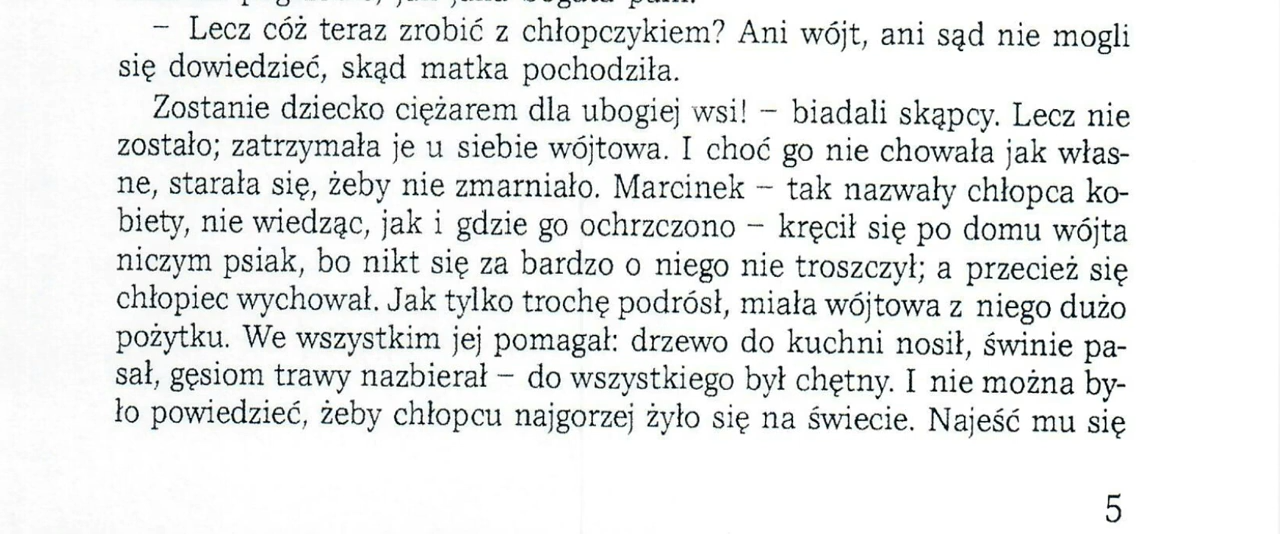 – Lecz cóż teraz zrobić z chłopczykiem? Ani wójt, ani sąd nie mogli
się dowiedzieć, skąd matka pochodziła.
Zostanie dziecko ciężarem dla ubogiej wsi! – biadali skąpcy. Lecz nie
zostało; zatrzymała je u siebie wójtowa. I choć go nie chowała jak włas-
ne, starała się, żeby nie zmarniało. Marcinek – tak nazwały chłopca ko-
biety, nie wiedząc, jak i gdzie go ochrzczono – kręcił się po domu wójta
niczym psiak, bo nikt się za bardzo o niego nie troszczył; a przecież się
chłopiec wychował. Jak tylko trochę podrósł, miała wójtowa z niego dużo
pożytku. We wszystkim jej pomagał: drzewo do kuchni nosił, świnie pa-
sał, gęsiom trawy nazbierał – do wszystkiego był chętny. I nie można by-
ło powiedzieć, żeby chłopcu najgorzej żyło się na świecie. Najeść mu się
5